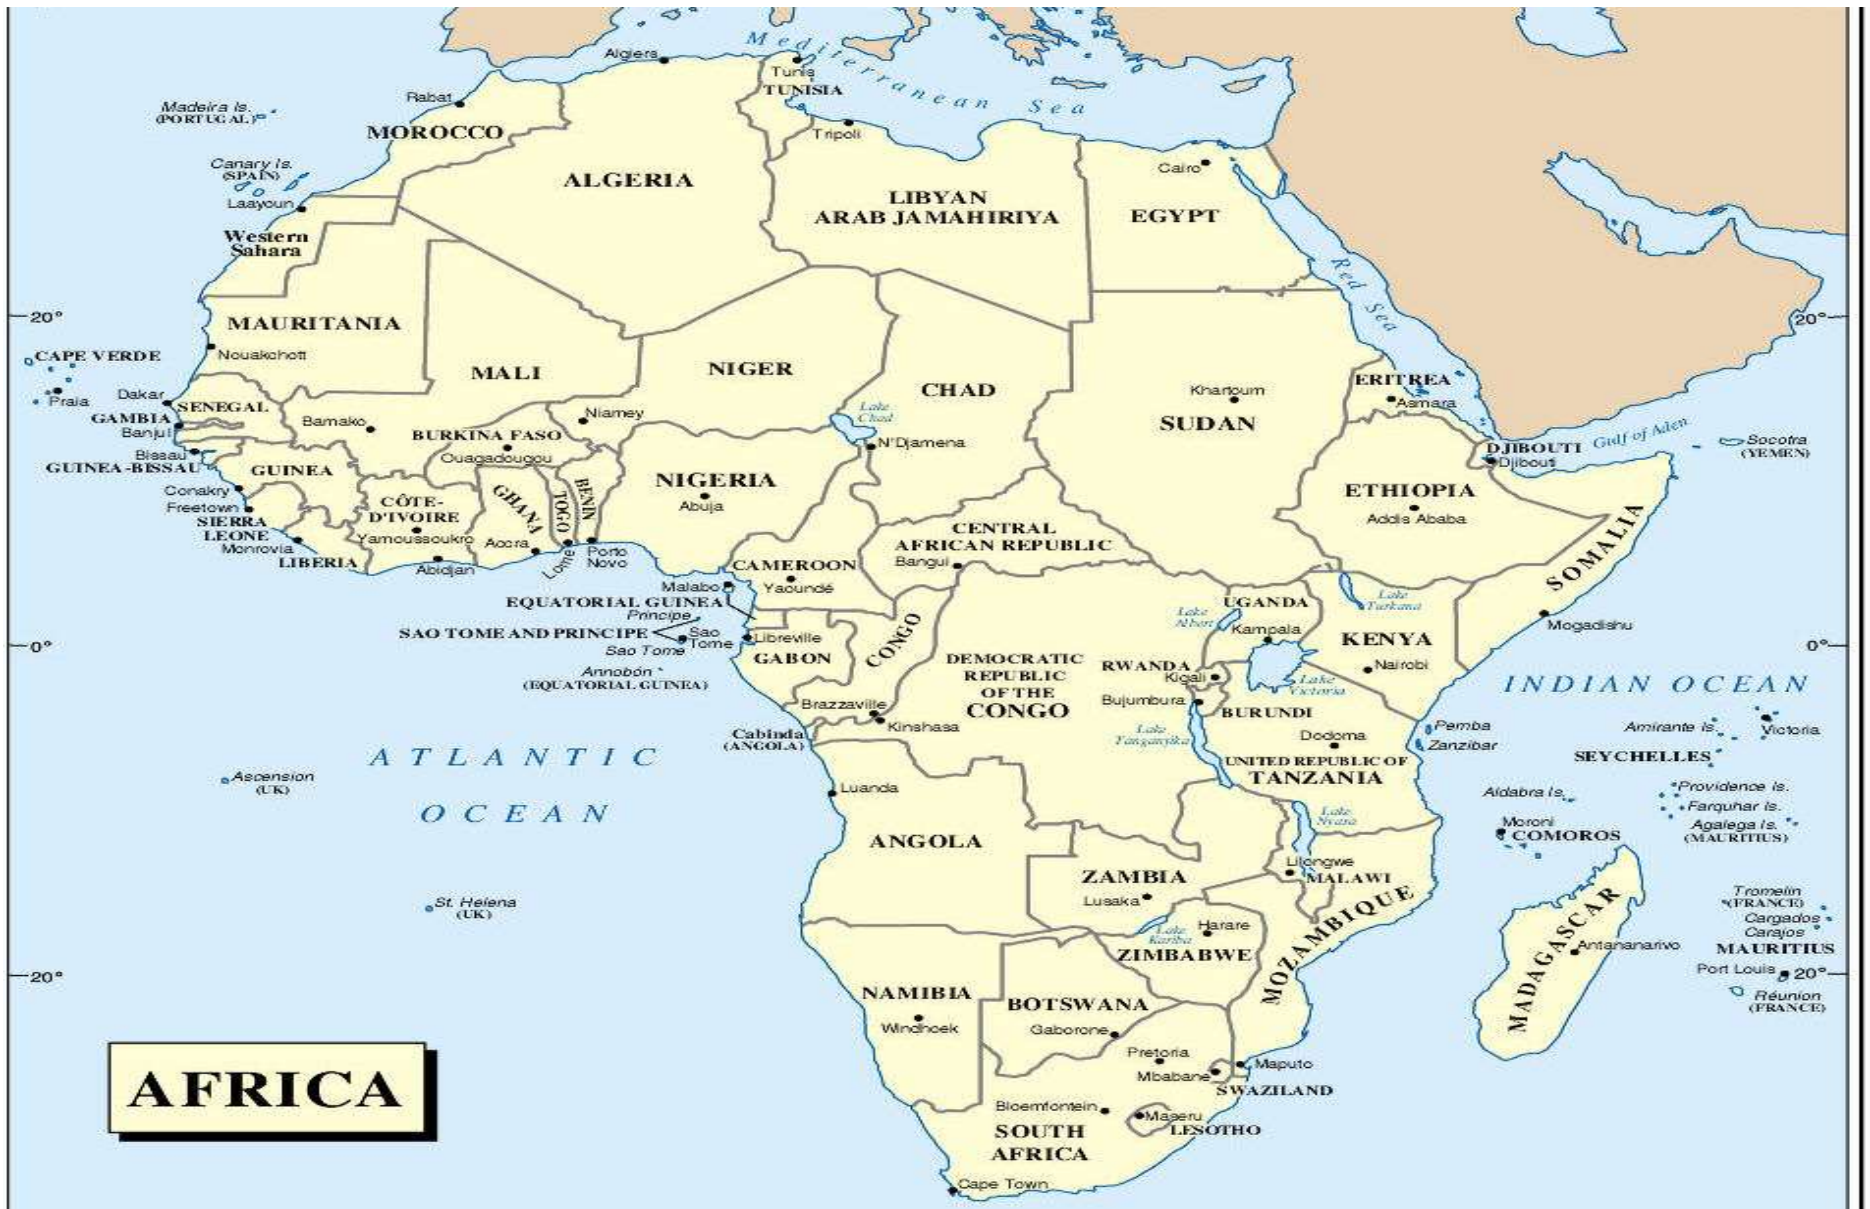 Mediterranean Sea
Algiers
Tunis
TUNISIA
Rabat
Madeira Is.
(PORTUGAL)
MOROCCO
Tripoli
Canary Is.
(SPAIN)
Cairo
ALGERIA
LIBYAN
ARAB JAMAHIRIYA
EGYPT
Laayoun
Western
Sahara
Red Sea
20°
20°
MAURITANIA
Nouakchott
CAPE VERDE
Praia
MALI
NIGER
CHAD
Khartoum
SUDAN
ERITREA
Asmara
Dakar
SENEGAL
GAMBIA
Banjul
Bamako
Niamey
Lake
Chad
N'Djamena
BURKINA FASO
Ouagadougou
Bissau
GUINEA-BISSAU
GUINEA
DJIBOUTI
Djibouti
Gulf of Aden
Socotra
(YEMEN)
Conakry
Freetown
SIERRA
LEONE
Monrovia
LIBERIA
CÔTE-
D'IVOIRE
Yamoussoukro
Abidjan
GHANA
Accra
TOGO
Lome
BENIN
Porto
Novo
NIGERIA
Abuja
ETHIOPIA
Addis Ababa
SOMALIA
Mogadishu
CENTRAL
AFRICAN REPUBLIC
Bangui
CAMEROON
Yaoundé
Malabo
EQUATORIAL GUINEA
Principe
SAO TOME AND PRINCIPE
Sao
Tome
Sao Tome
Annobón
(EQUATORIAL GUINEA)
Libreville
GABON
CONGO
Brazzaville
Kinshasa
Cabinda
(ANGOLA)
DEMOCRATIC
REPUBLIC
OF THE
CONGO
UGANDA
Kampala
Lake
Albert
Lake
Turkana
KENYA
Nairobi
RWANDA
Kigali
Bujumbura
BURUNDI
Lake
Victoria
Lake
Tanganyika
Dodoma
UNITED REPUBLIC OF
TANZANIA
0°
0°
INDIAN OCEAN
Pemba
Zanzibar
Amirante Is.
Victoria
SEYCHELLES
Aldabra Is.
Providence Is.
Farquhar Is.
Agalega Is.
(MAURITIUS)
Moroni
COMOROS
ATLANTIC
OCEAN
Ascension
(UK)
St. Helena
(UK)
Luanda
ANGOLA
ZAMBIA
Lusaka
Lake
Nyasa
Lilongwe
MALAWI
MOZAMBIQUE
Harare
Lake
Kariba
ZIMBABWE
MADAGASCAR
Antananarivo
Tromelin
(FRANCE)
Cargados
Carajos
MAURITIUS
Port Louis
Réunion
(FRANCE)
20°
20°
NAMIBIA
Windhoek
BOTSWANA
Gaborone
Pretoria
Mbabane
Maputo
SWAZILAND
Bloemfontein
Maseru
LESOTHO
SOUTH
AFRICA
Cape Town
AFRICA